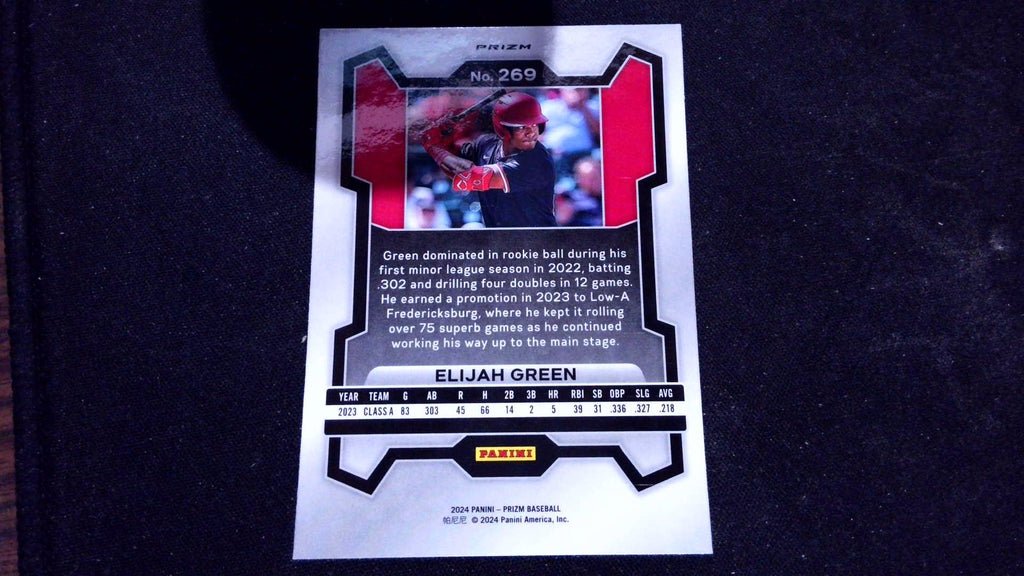 PRIZM
No. 269
Green dominated in rookie ball during his
first minor league season in 2022, batting
.302 and drilling four doubles in 12 games.
He earned a promotion in 2023 to Low-A
Fredericksburg, where he kept it rolling
over 75 superb games as he continued
working his way up to the main stage.
ELIJAH GREEN
YEAR TEAM G AB R H 2B 3B HR RBI SB OBP SLG AVG
2023 CLASS A 83 303 45 66 14 2 5 39 31 .336 .327 .218
PANINI
2024 PANINI – PRIZM BASEBALL
帕尼尼 © 2024 Panini America, Inc.